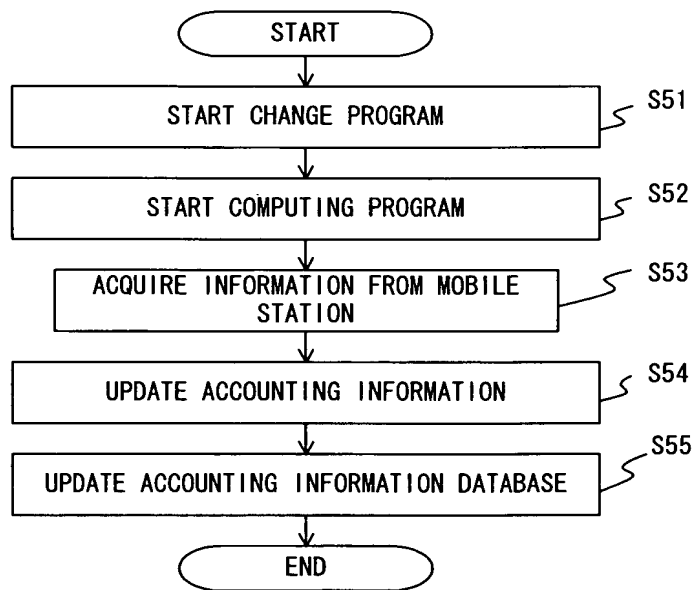 START
START CHANGE PROGRAM
S51
START COMPUTING PROGRAM
S52
ACQUIRE INFORMATION FROM MOBILE
STATION
S53
UPDATE ACCOUNTING INFORMATION
S54
UPDATE ACCOUNTING INFORMATION DATABASE
S55
END